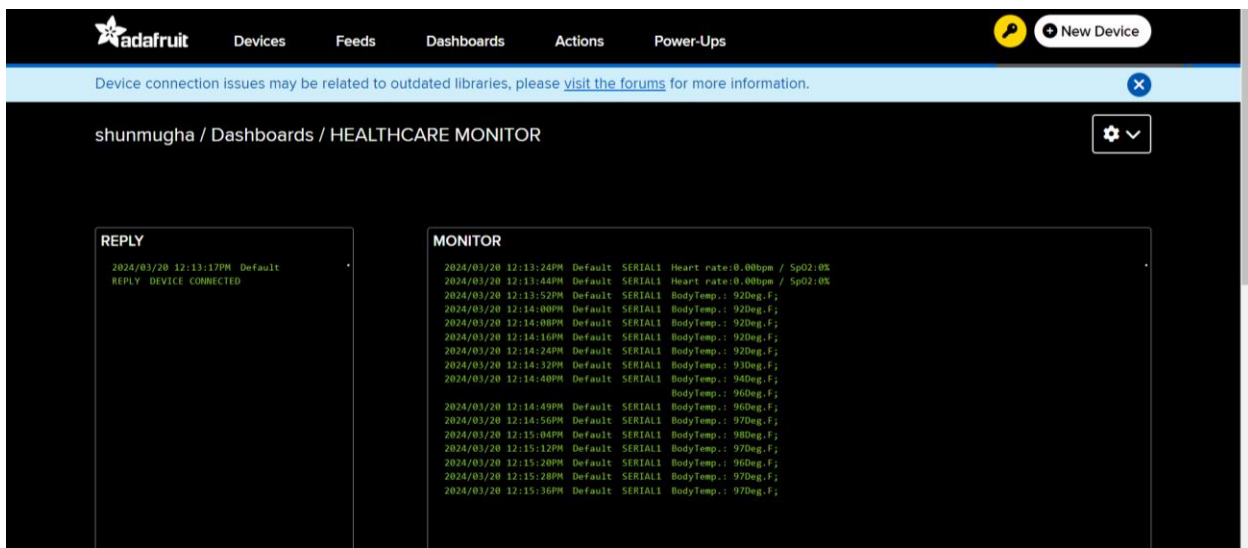 adafruit Devices Feeds Dashboards Actions Power-Ups New Device
Device connection issues may be related to outdated libraries, please visit the forums for more information.
shunmugha / Dashboards / HEALTHCARE MONITOR
REPLY
2024/03/20 12:13:17PM Default
REPLY DEVICE CONNECTED
MONITOR
2024/03/20 12:13:24PM Default SERIAL1 Heart rate:0.00bpm / SpO2:0%
2024/03/20 12:13:44PM Default SERIAL1 Heart rate:0.00bpm / SpO2:0%
2024/03/20 12:13:52PM Default SERIAL1 BodyTemp.: 92Deg.F;
2024/03/20 12:14:00PM Default SERIAL1 BodyTemp.: 92Deg.F;
2024/03/20 12:14:08PM Default SERIAL1 BodyTemp.: 92Deg.F;
2024/03/20 12:14:16PM Default SERIAL1 BodyTemp.: 92Deg.F;
2024/03/20 12:14:24PM Default SERIAL1 BodyTemp.: 92Deg.F;
2024/03/20 12:14:32PM Default SERIAL1 BodyTemp.: 93Deg.F;
2024/03/20 12:14:40PM Default SERIAL1 BodyTemp.: 94Deg.F;
BodyTemp.: 96Deg.F;
2024/03/20 12:14:49PM Default SERIAL1 BodyTemp.: 96Deg.F;
2024/03/20 12:14:56PM Default SERIAL1 BodyTemp.: 97Deg.F;
2024/03/20 12:15:04PM Default SERIAL1 BodyTemp.: 98Deg.F;
2024/03/20 12:15:12PM Default SERIAL1 BodyTemp.: 97Deg.F;
2024/03/20 12:15:20PM Default SERIAL1 BodyTemp.: 96Deg.F;
2024/03/20 12:15:28PM Default SERIAL1 BodyTemp.: 97Deg.F;
2024/03/20 12:15:36PM Default SERIAL1 BodyTemp.: 97Deg.F;